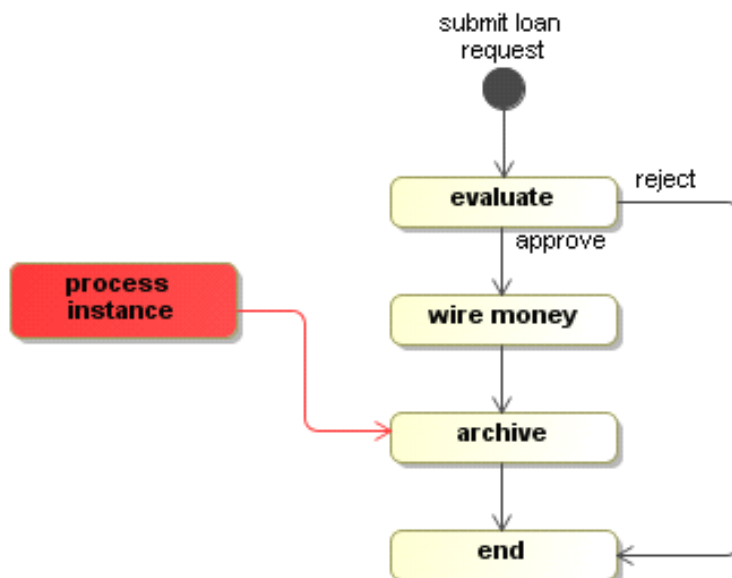 submit loan
request
evaluate
reject
approve
process
instance
wire money
archive
end